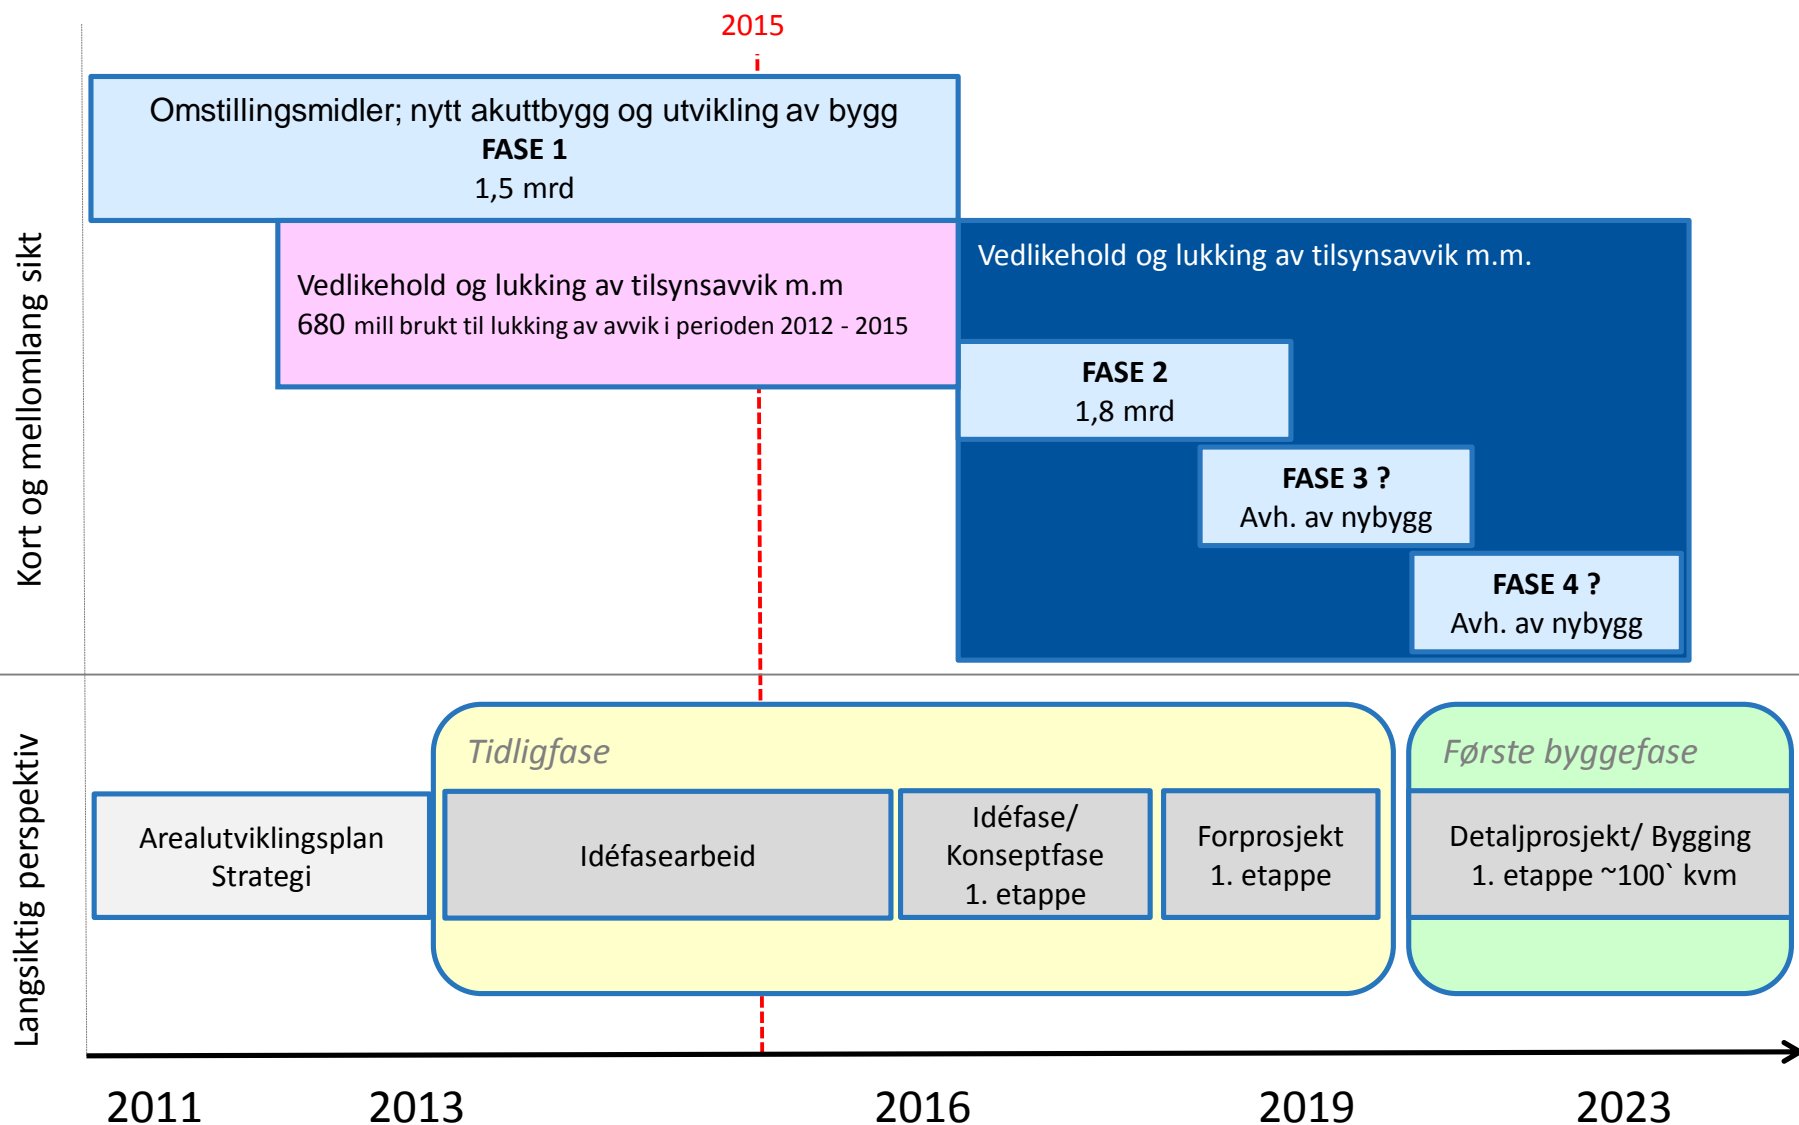 2015
Omstillingsmidler; nytt akuttbygg og utvikling av bygg
FASE 1
1,5 mrd
Kort og mellomlang sikt
Vedlikehold og lukking av tilsynsavvik m.m
680 mill brukt til lukking av avvik i perioden 2012 - 2015
Vedlikehold og lukking av tilsynsavvik m.m.
FASE 2
1,8 mrd
FASE 3 ?
Avh. av nybygg
FASE 4 ?
Avh. av nybygg
Langsiktig perspektiv
Tidligfase
Første byggefase
Arealutviklingsplan
Strategi
Idéfasearbeid
Idéfase/
Konseptfase
1. etappe
Forprosjekt
1. etappe
Detaljprosjekt/ Bygging
1. etappe ~100` kvm
2011
2013
2016
2019
2023